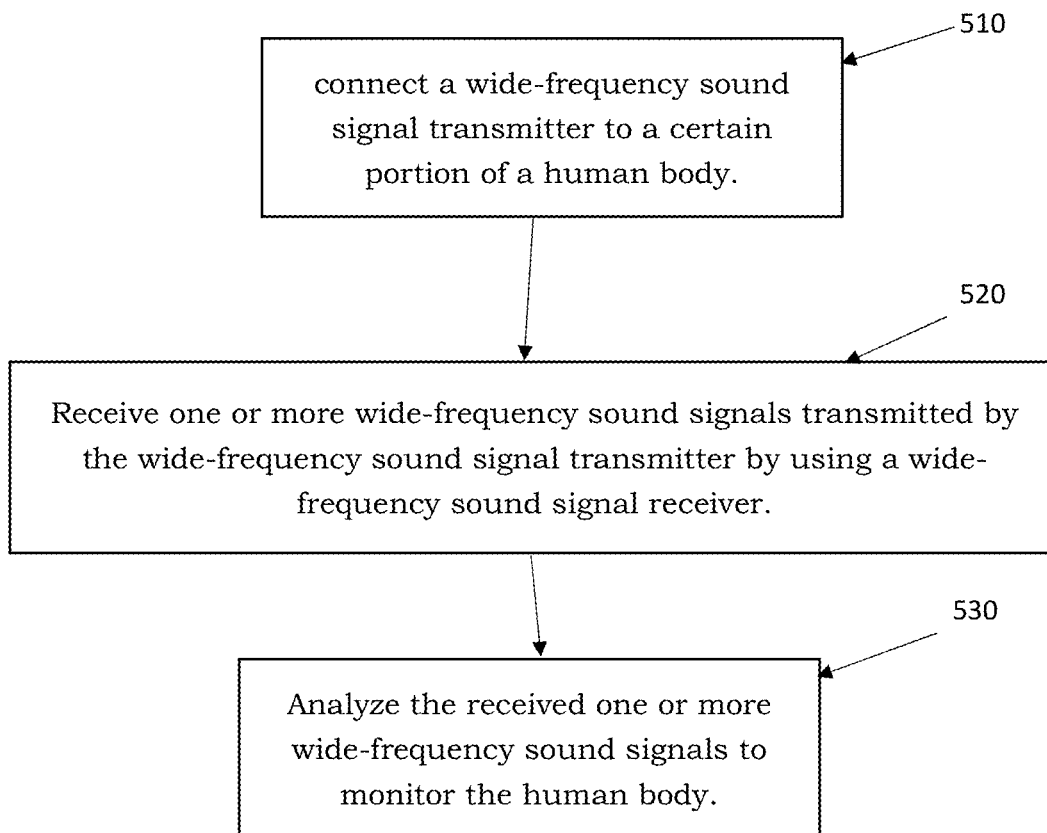 510
connect a wide-frequency sound
signal transmitter to a certain
portion of a human body.
520
Receive one or more wide-frequency sound signals transmitted by
the wide-frequency sound signal transmitter by using a wide-
frequency sound signal receiver.
530
Analyze the received one or more
wide-frequency sound signals to
monitor the human body.